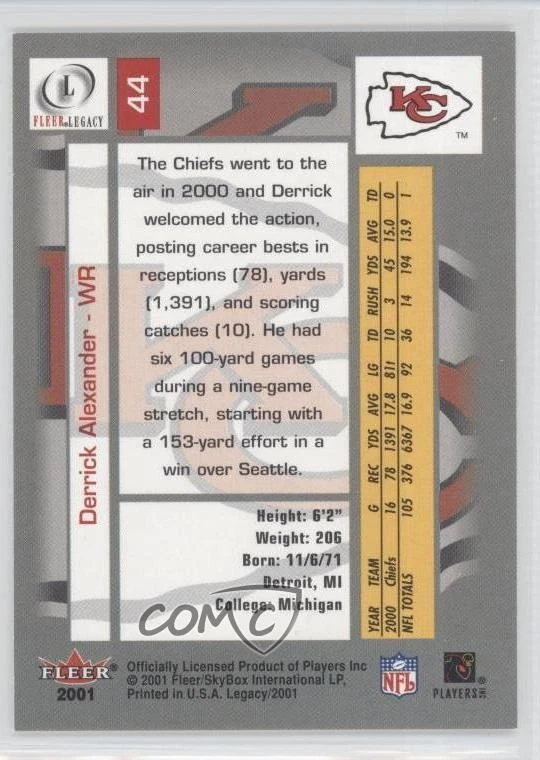 L
FLEER LEGACY
44
KC
TM
Derrick Alexander - WR
The Chiefs went to the
air in 2000 and Derrick
welcomed the action,
posting career bests in
receptions (78), yards
(1,391), and scoring
catches (10). He had
six 100-yard games
during a nine-game
stretch, starting with
a 153-yard effort in a
win over Seattle.
Height: 6'2"
Weight: 206
Born: 11/6/71
Detroit, MI
College: Michigan
YEAR TEAM G REC YDS AVG LG TD RUSH YDS AVG TD
2000 Chiefs 16 78 1391 17.8 81t 10 3 45 15.0 0
NFL TOTALS 105 376 6367 16.9 92 36 14 194 13.9 1
COMC
FLEER®
2001
Officially Licensed Product of Players Inc
© 2001 Fleer/SkyBox International LP,
Printed in U.S.A. Legacy/2001
NFL
PLAYERS INC